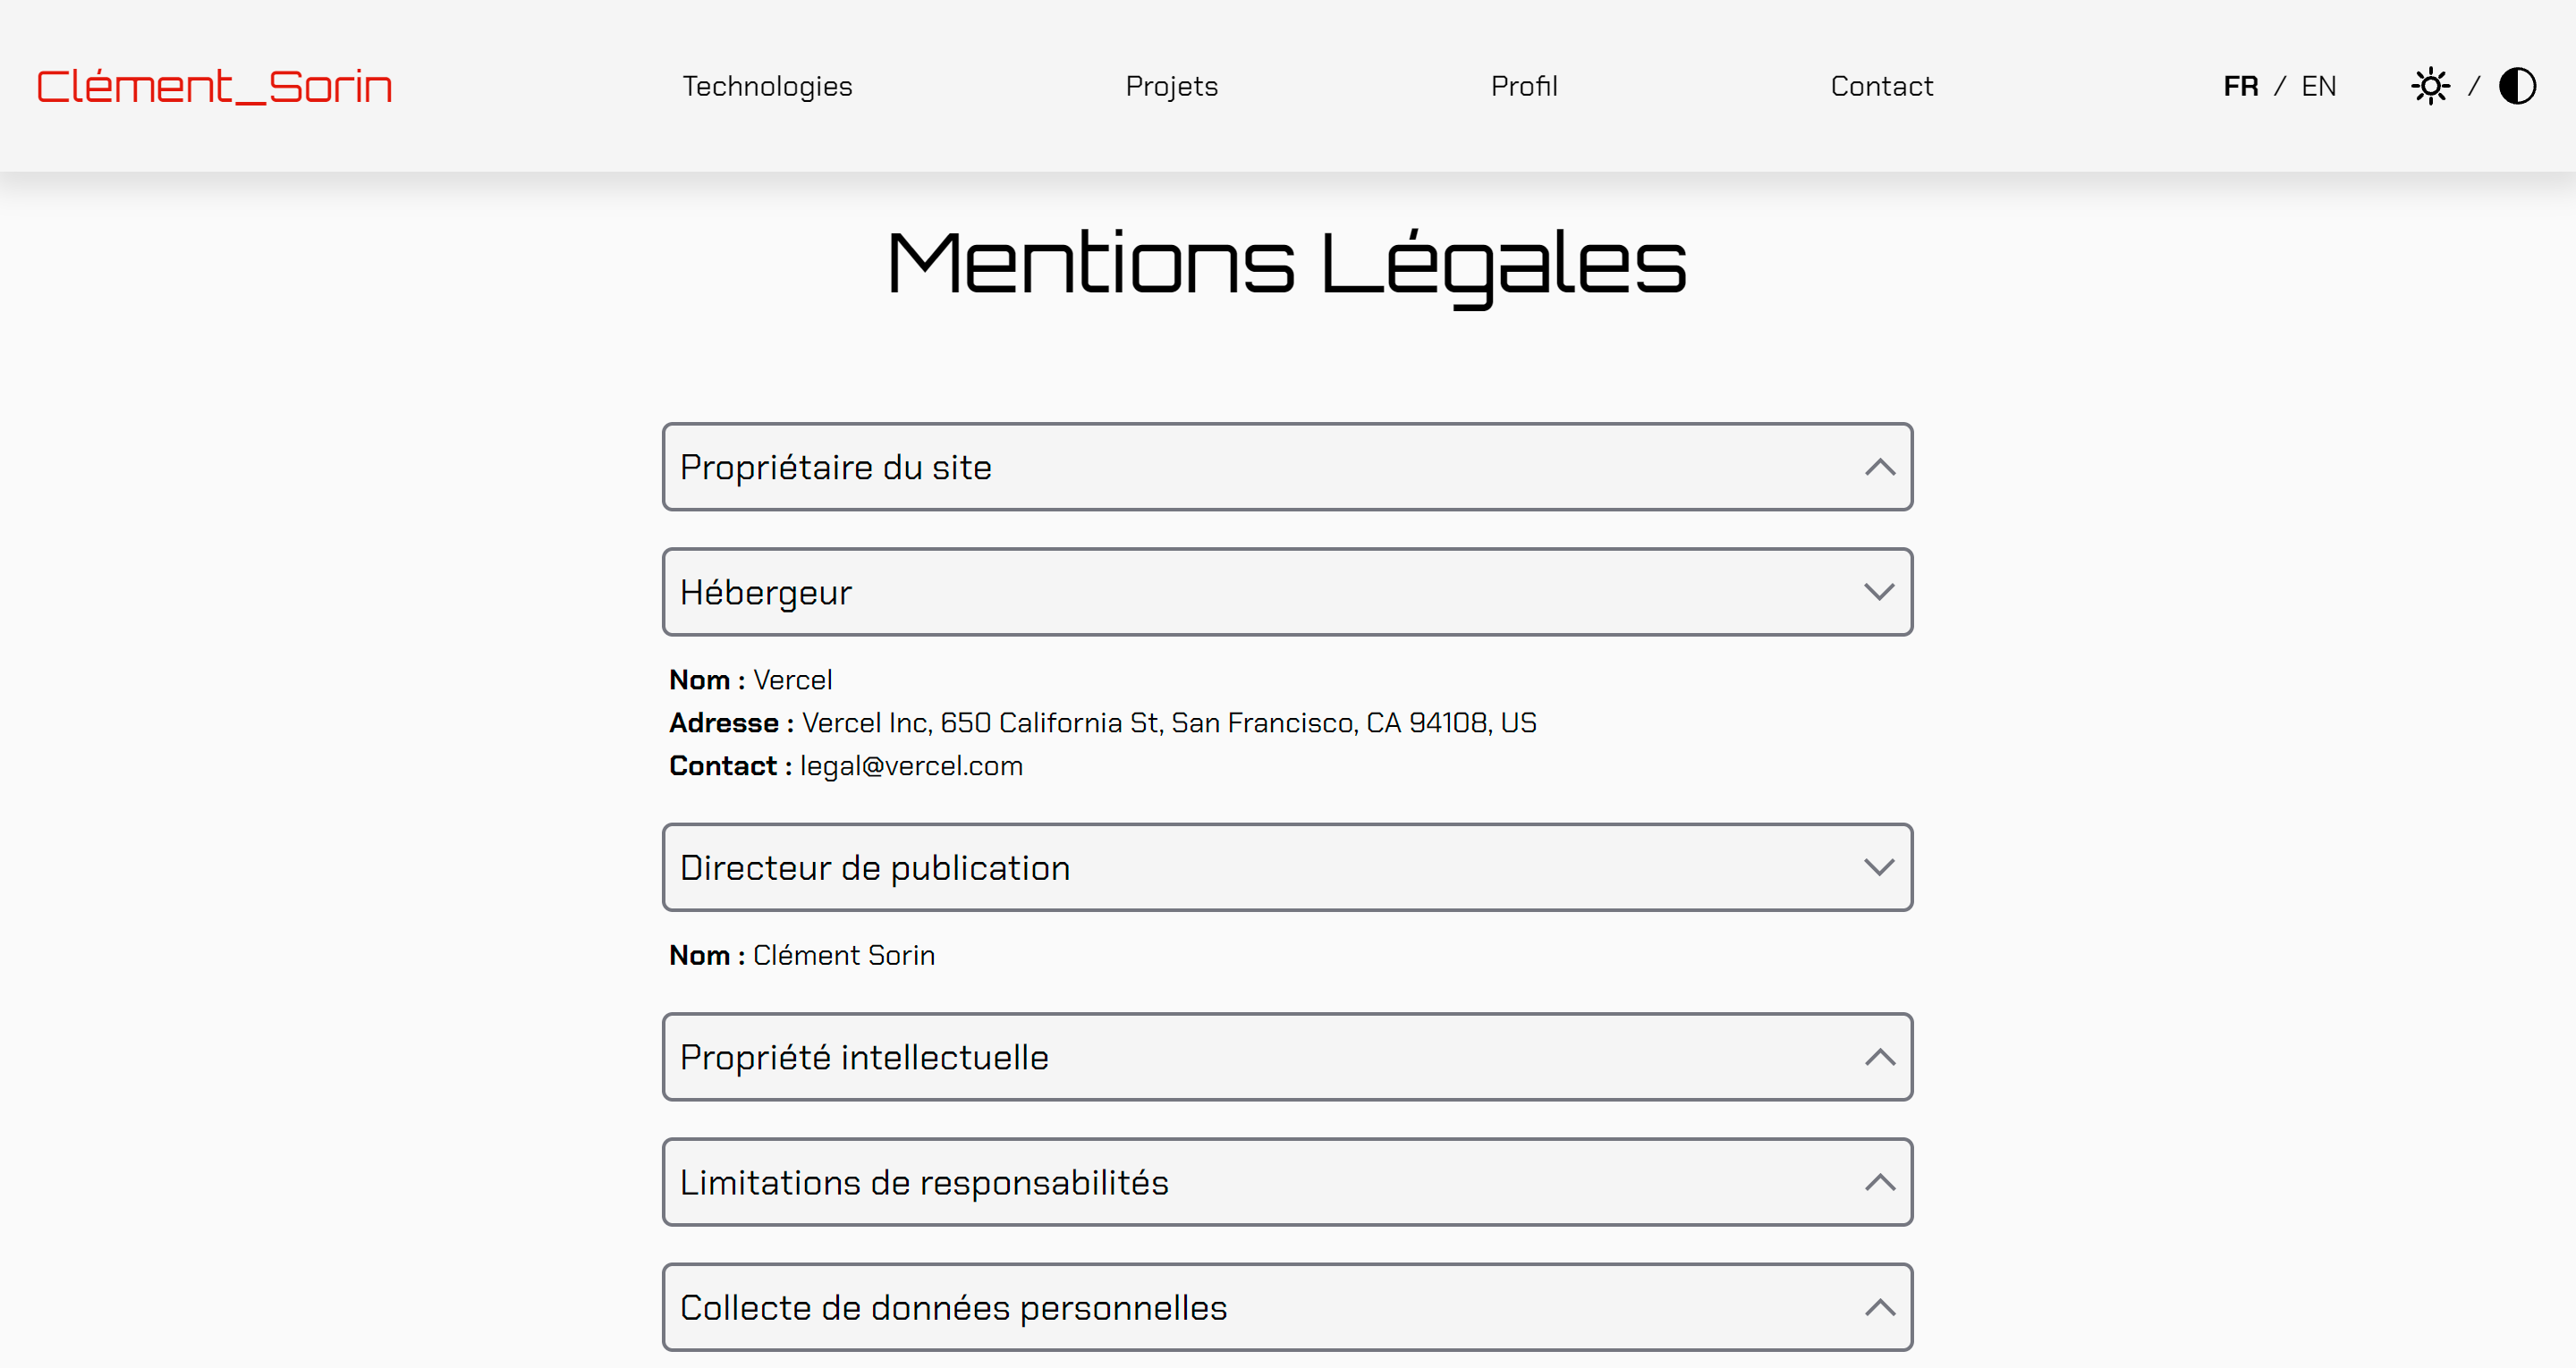 Clément_Sorin
Technologies
Projets
Profil
Contact
FR / EN
/
Mentions Légales
Propriétaire du site
Hébergeur
Nom : Vercel
Adresse : Vercel Inc, 650 California St, San Francisco, CA 94108, US
Contact : legal@vercel.com
Directeur de publication
Nom : Clément Sorin
Propriété intellectuelle
Limitations de responsabilités
Collecte de données personnelles